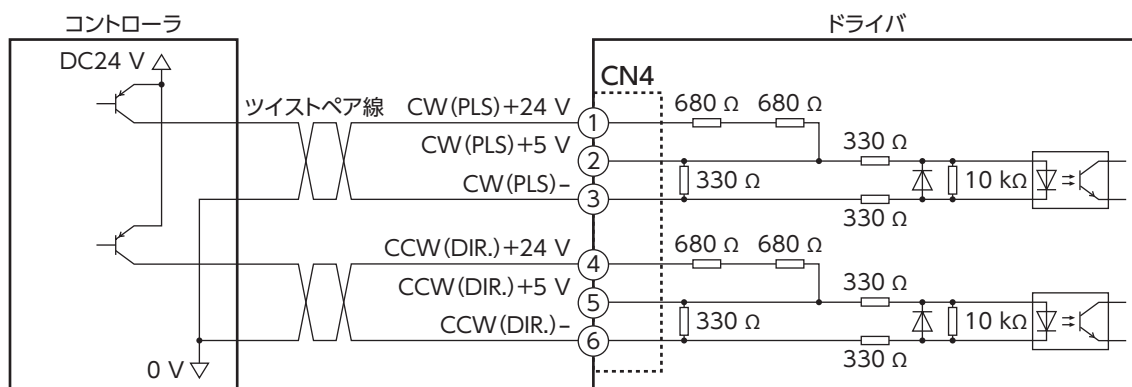 コントローラ
ドライバ
DC24 V
CN4
ツイストペア線
CW(PLS)+24 V
1
680 Ω
680 Ω
CW(PLS)+5 V
2
330 Ω
CW(PLS)−
3
330 Ω
10 kΩ
330 Ω
CCW(DIR.)+24 V
4
680 Ω
680 Ω
CCW(DIR.)+5 V
5
330 Ω
CCW(DIR.)−
6
330 Ω
10 kΩ
330 Ω
0 V